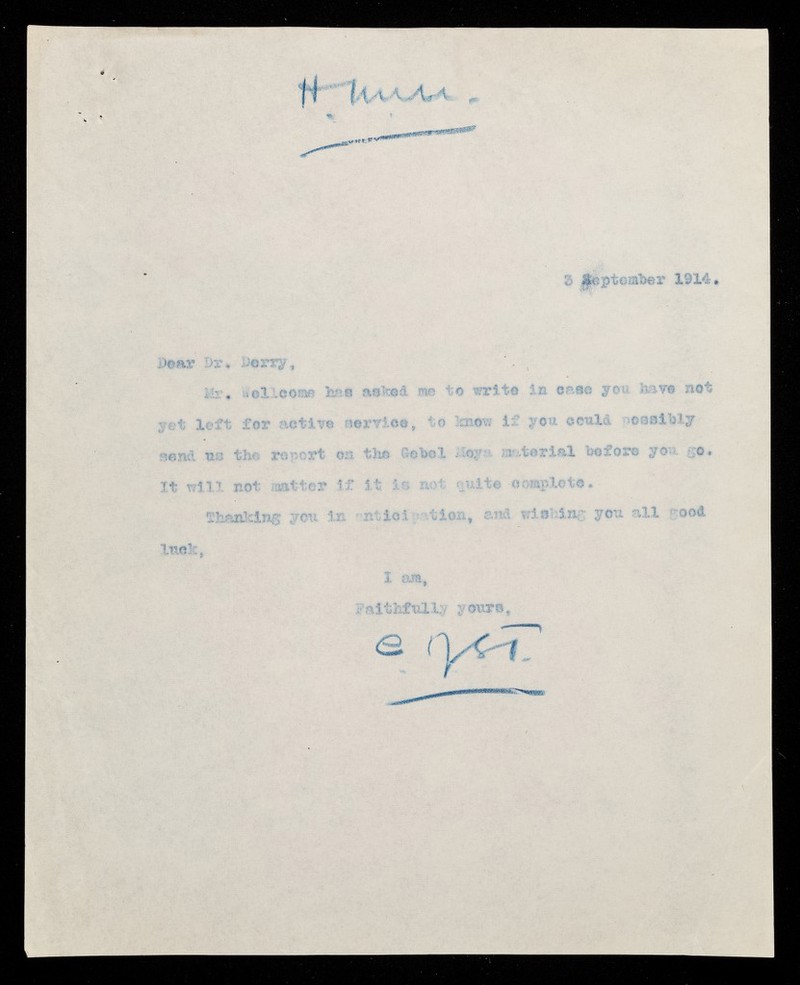 3 September 1914.
Dear Dr. Derry,
Mr. Wellcome has asked me to write in case you have not
yet left for active service, to know if you could possibly
send us the report on the Gebel Moya material before you go.
It will not matter if it is not quite complete.
Thanking you in anticipation, and wishing you all good
luck,
I am,
Faithfully yours,